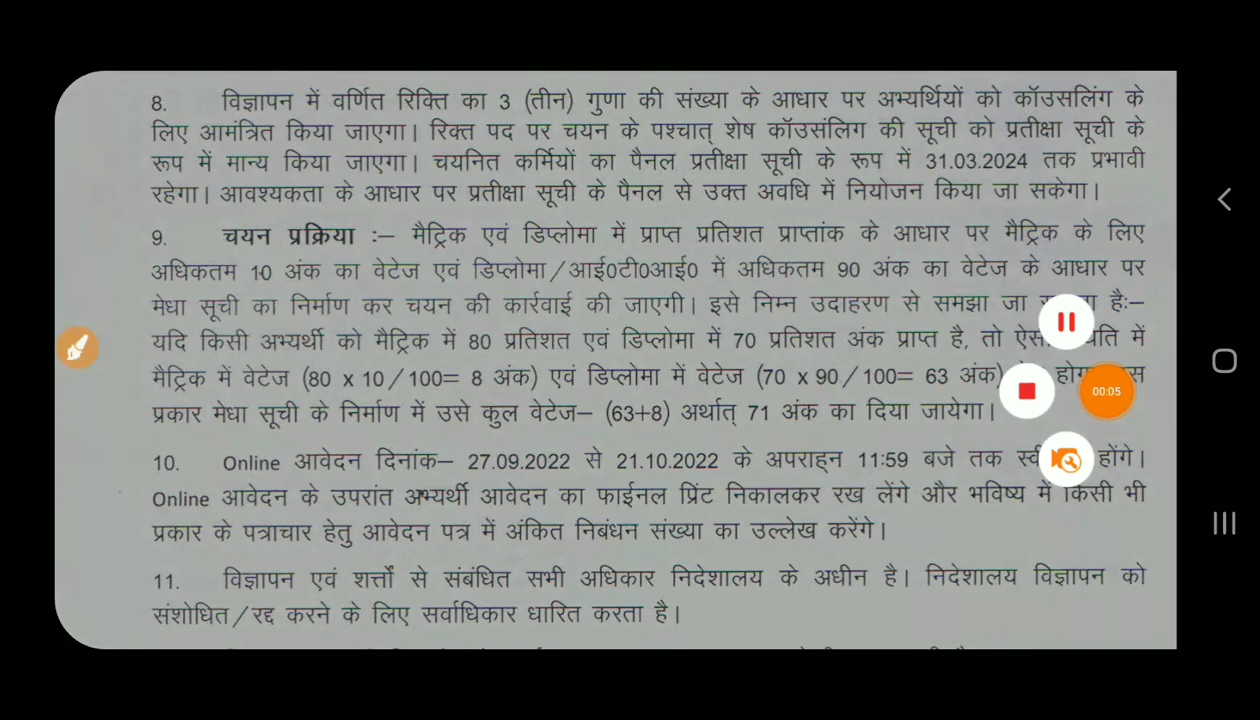 8. विज्ञापन में वर्णित रिक्ति का 3 (तीन) गुणा की संख्या के आधार पर अभ्यर्थियों को कॉउसलिंग के
लिए आमंत्रित किया जाएगा। रिक्त पद पर चयन के पश्चात् शेष कॉउसंलिग की सूची को प्रतीक्षा सूची के
रूप में मान्य किया जाएगा। चयनित कर्मियों का पैनल प्रतीक्षा सूची के रूप में 31.03.2024 तक प्रभावी
रहेगा। आवश्यकता के आधार पर प्रतीक्षा सूची के पैनल से उक्त अवधि में नियोजन किया जा सकेगा।
9. चयन प्रक्रिया :– मैट्रिक एवं डिप्लोमा में प्राप्त प्रतिशत प्राप्तांक के आधार पर मैट्रिक के लिए
अधिकतम 10 अंक का वेटेज एवं डिप्लोमा/आई0टी0आई0 में अधिकतम 90 अंक का वेटेज के आधार पर
मेधा सूची का निर्माण कर चयन की कार्रवाई की जाएगी। इसे निम्न उदाहरण से समझा जा है:–
यदि किसी अभ्यर्थी को मैट्रिक में 80 प्रतिशत एवं डिप्लोमा में 70 प्रतिशत अंक प्राप्त है, तो में
मैट्रिक में वेटेज (80 x 10/100= 8 अंक) एवं डिप्लोमा में वेटेज (70 x 90/100= 63 अंक)
प्रकार मेधा सूची के निर्माण में उसे कुल वेटेज– (63+8) अर्थात् 71 अंक का दिया जायेगा।
00:05
10. Online आवेदन दिनांक– 27.09.2022 से 21.10.2022 के अपराह्न 11:59 बजे तक होंगे।
Online आवेदन के उपरांत अभ्यर्थी आवेदन का फाईनल प्रिंट निकालकर रख लेंगे और भविष्य में किसी भी
प्रकार के पत्राचार हेतु आवेदन पत्र में अंकित निबंधन संख्या का उल्लेख करेंगे।
11. विज्ञापन एवं शर्त्तों से संबंधित सभी अधिकार निदेशालय के अधीन है। निदेशालय विज्ञापन को
संशोधित/रद्द करने के लिए सर्वाधिकार धारित करता है।